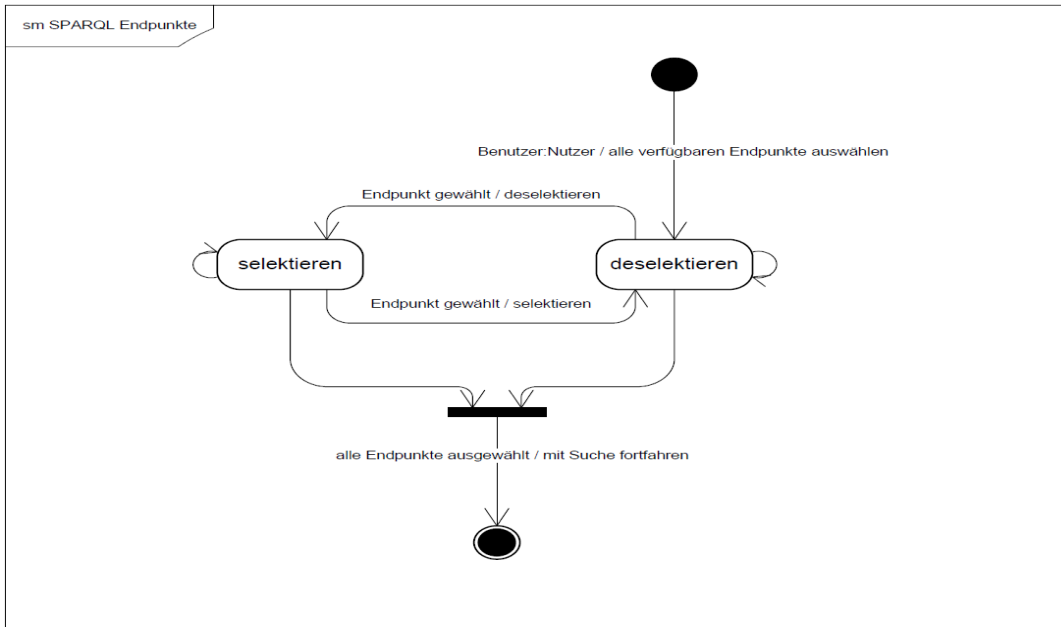 sm SPARQL Endpunkte
Benutzer:Nutzer / alle verfügbaren Endpunkte auswählen
Endpunkt gewählt / deselektieren
selektieren
deselektieren
Endpunkt gewählt / selektieren
alle Endpunkte ausgewählt / mit Suche fortfahren